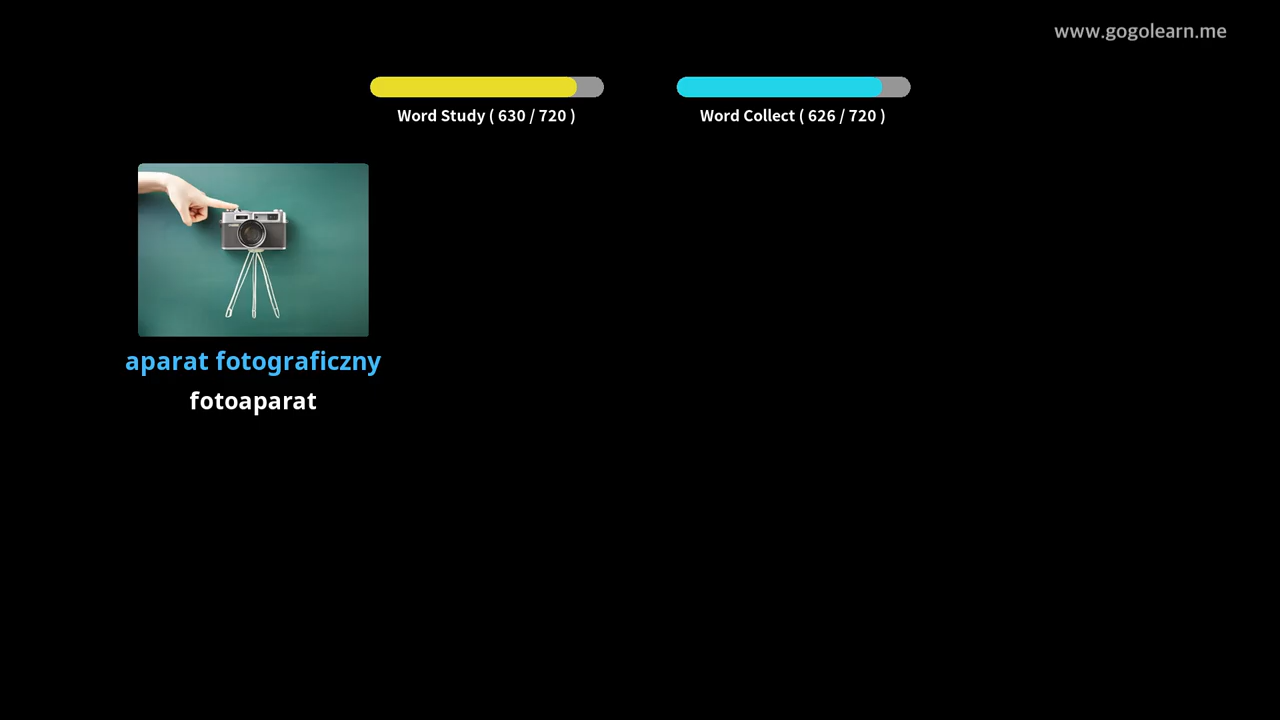 www.gogolearn.me
Word Study ( 630 / 720 )
Word Collect ( 626 / 720 )
aparat fotograficzny
fotoaparat